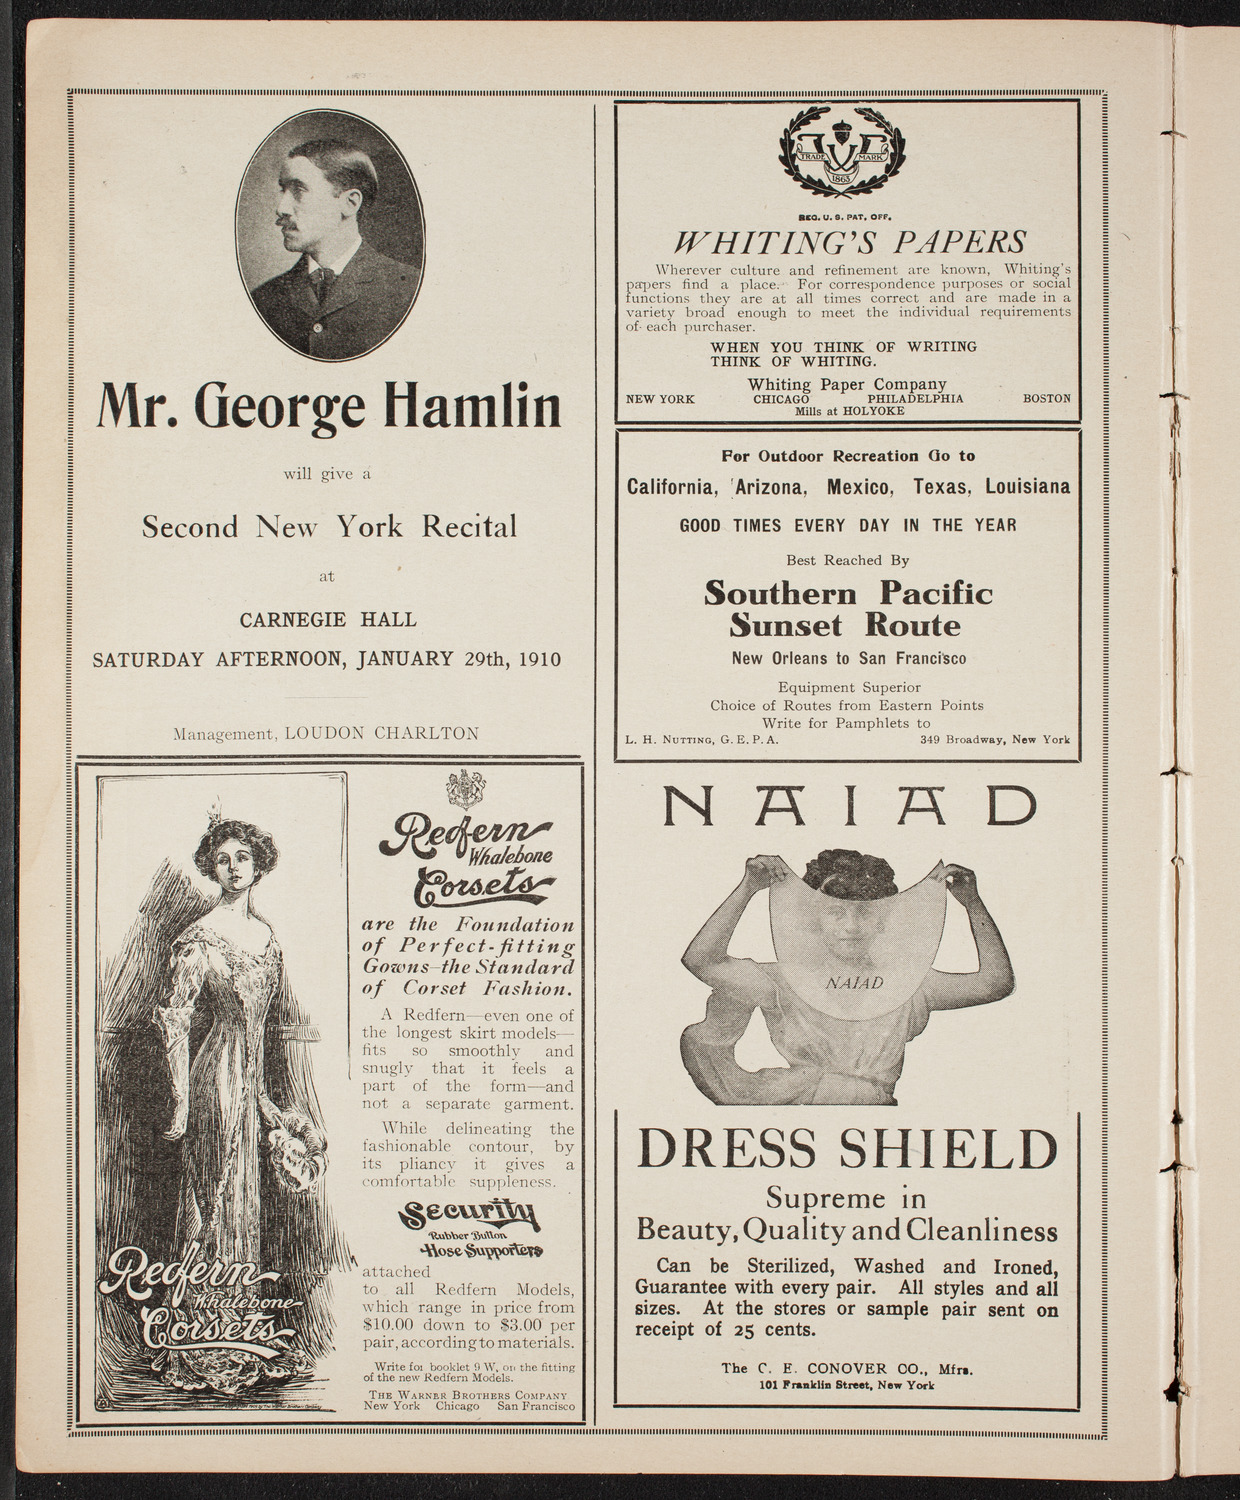 Mr. George Hamlin
will give a
Second New York Recital
at
CARNEGIE HALL
SATURDAY AFTERNOON, JANUARY 29th, 1910
Management, LOUDON CHARLTON
Redfern
Whalebone
Corsets
Redfern
Whalebone
Corsets
are the Foundation
of Perfect-fitting
Gowns—the Standard
of Corset Fashion.
A Redfern—even one of
the longest skirt models—
fits so smoothly and
snugly that it feels a
part of the form—and
not a separate garment.
While delineating the
fashionable contour, by
its pliancy it gives a
comfortable suppleness.
Security
Rubber Button
Hose Supporters
attached
to all Redfern Models,
which range in price from
$10.00 down to $3.00 per
pair, according to materials.
Write for booklet 9 W, on the fitting
of the new Redfern Models.
THE WARNER BROTHERS COMPANY
New York Chicago San Francisco
TRADE MARK
1865
REG. U. S. PAT. OFF.
WHITING'S PAPERS
Wherever culture and refinement are known, Whiting's
papers find a place. For correspondence purposes or social
functions they are at all times correct and are made in a
variety broad enough to meet the individual requirements
of each purchaser.
WHEN YOU THINK OF WRITING
THINK OF WHITING.
Whiting Paper Company
NEW YORK CHICAGO PHILADELPHIA BOSTON
Mills at HOLYOKE
For Outdoor Recreation Go to
California, Arizona, Mexico, Texas, Louisiana
GOOD TIMES EVERY DAY IN THE YEAR
Best Reached By
Southern Pacific
Sunset Route
New Orleans to San Francisco
Equipment Superior
Choice of Routes from Eastern Points
Write for Pamphlets to
L. H. NUTTING, G. E. P. A. 349 Broadway, New York
NAIAD
NAIAD
DRESS SHIELD
Supreme in
Beauty, Quality and Cleanliness
Can be Sterilized, Washed and Ironed,
Guarantee with every pair. All styles and all
sizes. At the stores or sample pair sent on
receipt of 25 cents.
The C. E. CONOVER CO., Mfrs.
101 Franklin Street, New York